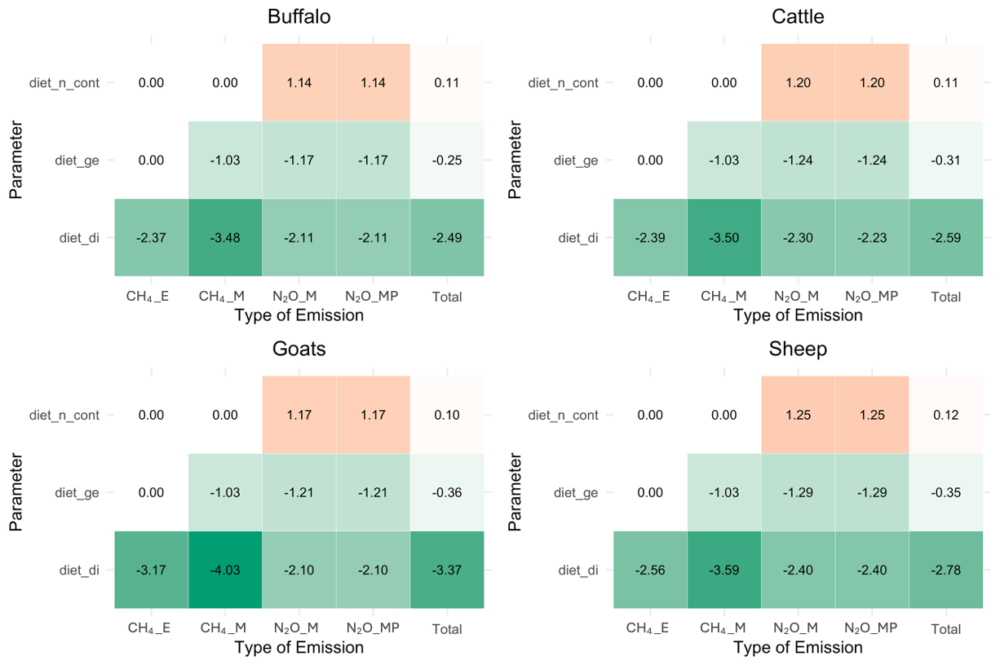 Buffalo
Parameter
diet_n_cont 0.00 0.00 1.14 1.14 0.11
diet_ge 0.00 -1.03 -1.17 -1.17 -0.25
diet_di -2.37 -3.48 -2.11 -2.11 -2.49
CH₄_E CH₄_M N₂O_M N₂O_MP Total
Type of Emission
Cattle
Parameter
diet_n_cont 0.00 0.00 1.20 1.20 0.11
diet_ge 0.00 -1.03 -1.24 -1.24 -0.31
diet_di -2.39 -3.50 -2.30 -2.23 -2.59
CH₄_E CH₄_M N₂O_M N₂O_MP Total
Type of Emission
Goats
Parameter
diet_n_cont 0.00 0.00 1.17 1.17 0.10
diet_ge 0.00 -1.03 -1.21 -1.21 -0.36
diet_di -3.17 -4.03 -2.10 -2.10 -3.37
CH₄_E CH₄_M N₂O_M N₂O_MP Total
Type of Emission
Sheep
Parameter
diet_n_cont 0.00 0.00 1.25 1.25 0.12
diet_ge 0.00 -1.03 -1.29 -1.29 -0.35
diet_di -2.56 -3.59 -2.40 -2.40 -2.78
CH₄_E CH₄_M N₂O_M N₂O_MP Total
Type of Emission